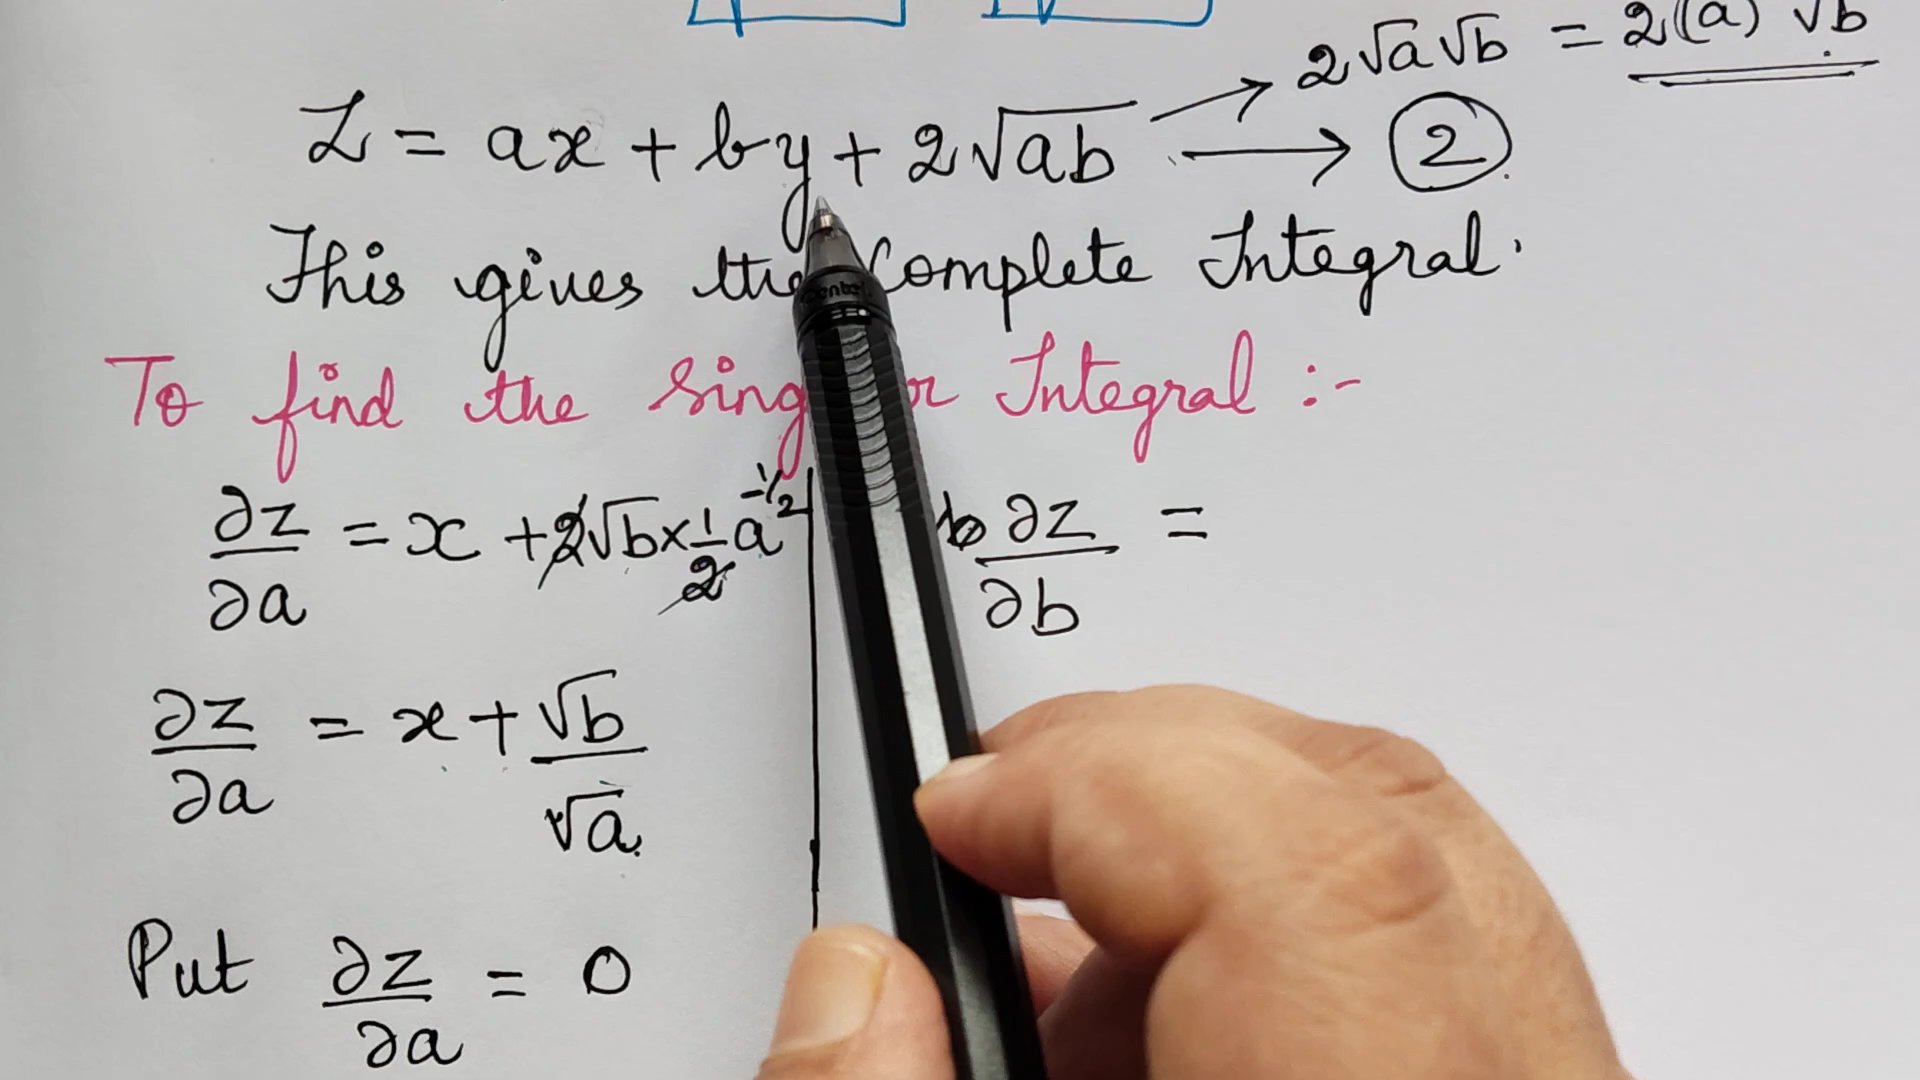 2√a√b = 2(a) √b
Z = ax + by + 2√ab → ②
This gives the Complete Integral.
To find the Integral :-
∂z/∂a = x + 2√b × 1/2 a^-1/2
∂z/∂b =
∂z/∂a = x + √b/√a
Put ∂z/∂a = 0